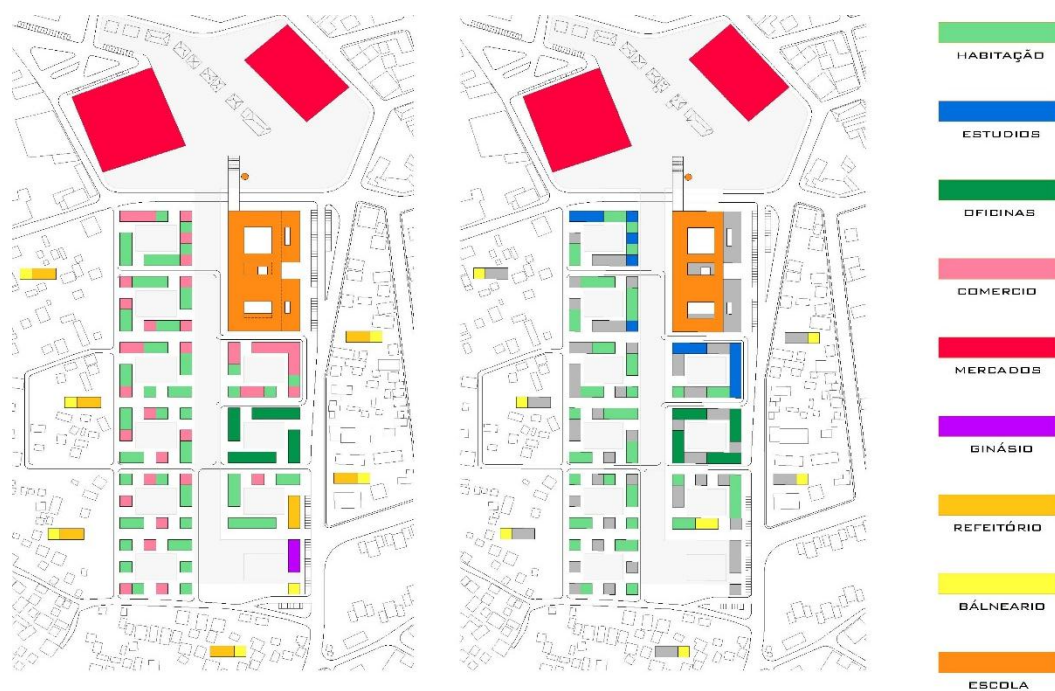 HABITAÇÃO
ESTUDIOS
OFICINAS
COMERCIO
MERCADOS
GINÁSIO
REFEITÓRIO
BÁLNEARIO
ESCOLA